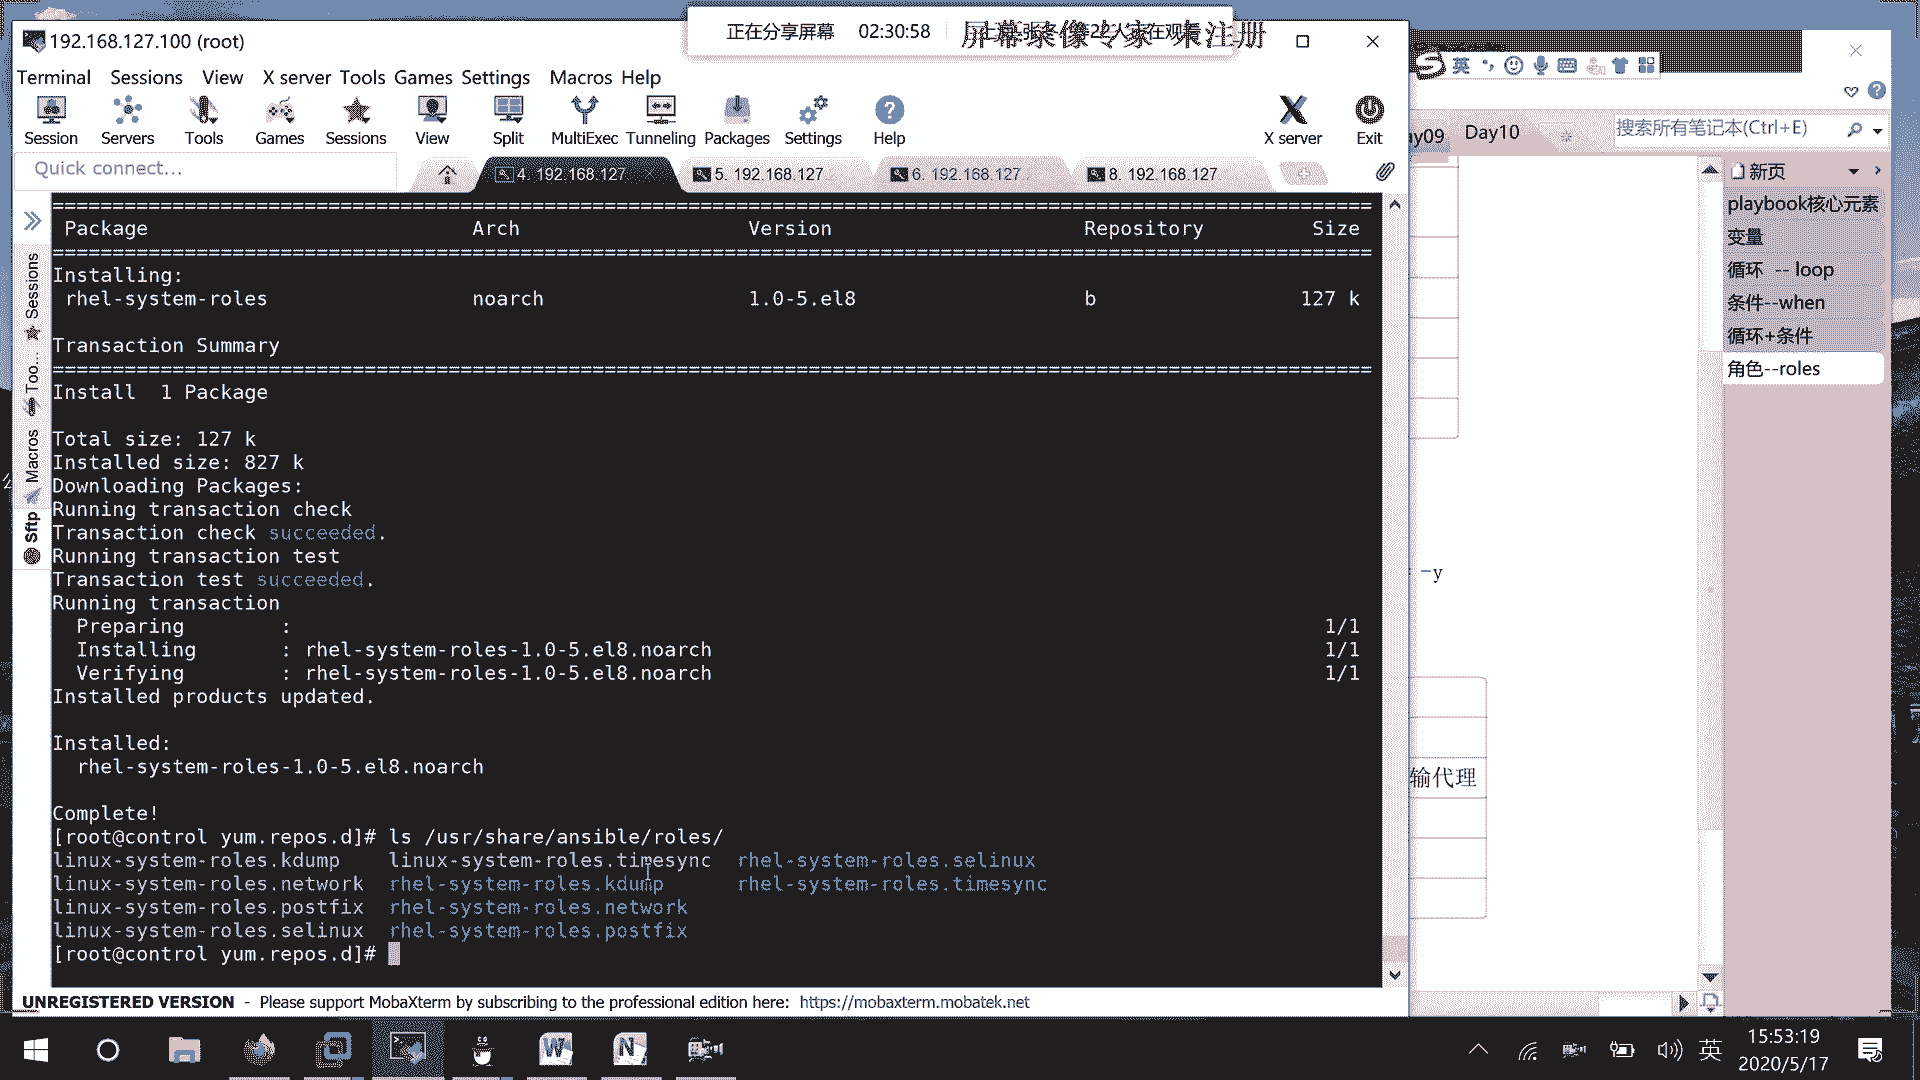 192.168.127.100 (root)
正在分享屏幕 02:30:58
屏幕录像专家 未注册
Terminal Sessions View X server Tools Games Settings Macros Help
Session Servers Tools Games Sessions View Split MultiExec Tunneling Packages Settings Help X server Exit
英
Quick connect...
4. 192.168.127
5. 192.168.127.
6. 192.168.127.
8. 192.168.127.
ay09 Day10
搜索所有笔记本(Ctrl+E)
Sessions
Too...
Macros
Sftp
Package Arch Version Repository Size
Installing:
rhel-system-roles noarch 1.0-5.el8 b 127 k
Transaction Summary
Install 1 Package
Total size: 127 k
Installed size: 827 k
Downloading Packages:
Running transaction check
Transaction check succeeded.
Running transaction test
Transaction test succeeded.
Running transaction
Preparing : 1/1
Installing : rhel-system-roles-1.0-5.el8.noarch 1/1
Verifying : rhel-system-roles-1.0-5.el8.noarch 1/1
Installed products updated.
Installed:
rhel-system-roles-1.0-5.el8.noarch
Complete!
[root@control yum.repos.d]# ls /usr/share/ansible/roles/
linux-system-roles.kdump linux-system-roles.timesync rhel-system-roles.selinux
linux-system-roles.network rhel-system-roles.kdump rhel-system-roles.timesync
linux-system-roles.postfix rhel-system-roles.network
linux-system-roles.selinux rhel-system-roles.postfix
[root@control yum.repos.d]#
UNREGISTERED VERSION - Please support MobaXterm by subscribing to the professional edition here: https://mobaxterm.mobatek.net
新页
playbook核心元素
变量
循环 -- loop
条件--when
循环+条件
角色--roles
-y
输代理
英
15:53:19
2020/5/17